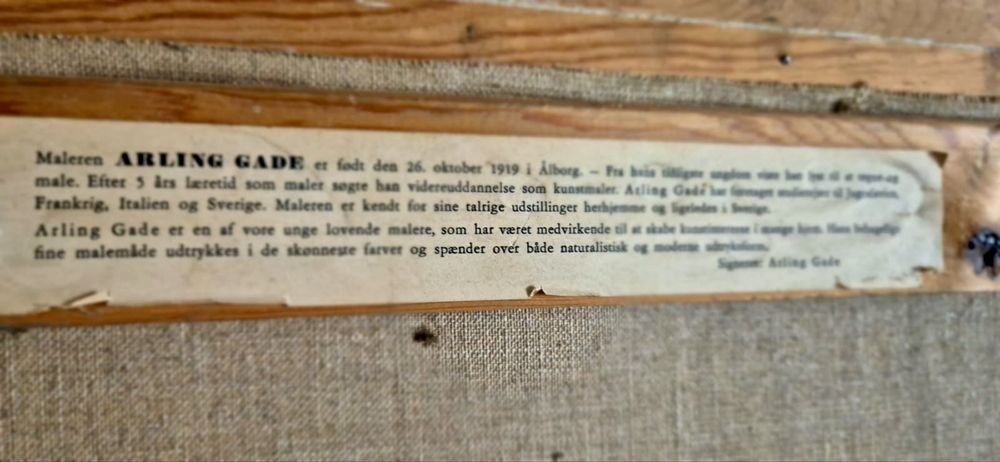 Maleren ARLING GADE er født den 26. oktober 1919 i Ålborg. – Fra hans tidligste ungdom viste han lyst til at tegne og
male. Efter 5 års læretid som maler søgte han videreuddannelse som kunstmaler. Arling Gade har foretaget studierejser til Jugoslavien,
Frankrig, Italien og Sverige. Maleren er kendt for sine talrige udstillinger herhjemme og ligeledes i Sverige.
Arling Gade er en af vore unge lovende malere, som har været medvirkende til at skabe kunstinteresse i mange hjem. Hans behagelige
fine malemåde udtrykkes i de skønneste farver og spænder over både naturalistisk og moderne udtryksform.
Signerer: Arling Gade